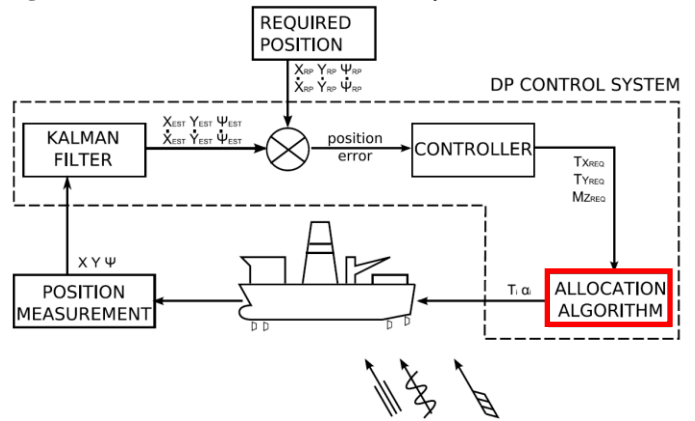 REQUIRED
POSITION
X_RP Y_RP Ψ_RP
Ẋ_RP Ẏ_RP Ψ̇_RP
DP CONTROL SYSTEM
KALMAN
FILTER
X_EST Y_EST Ψ_EST
Ẋ_EST Ẏ_EST Ψ̇_EST
position
error
CONTROLLER
TX_REQ
TY_REQ
MZ_REQ
X Y Ψ
POSITION
MEASUREMENT
T_i α_i
ALLOCATION
ALGORITHM